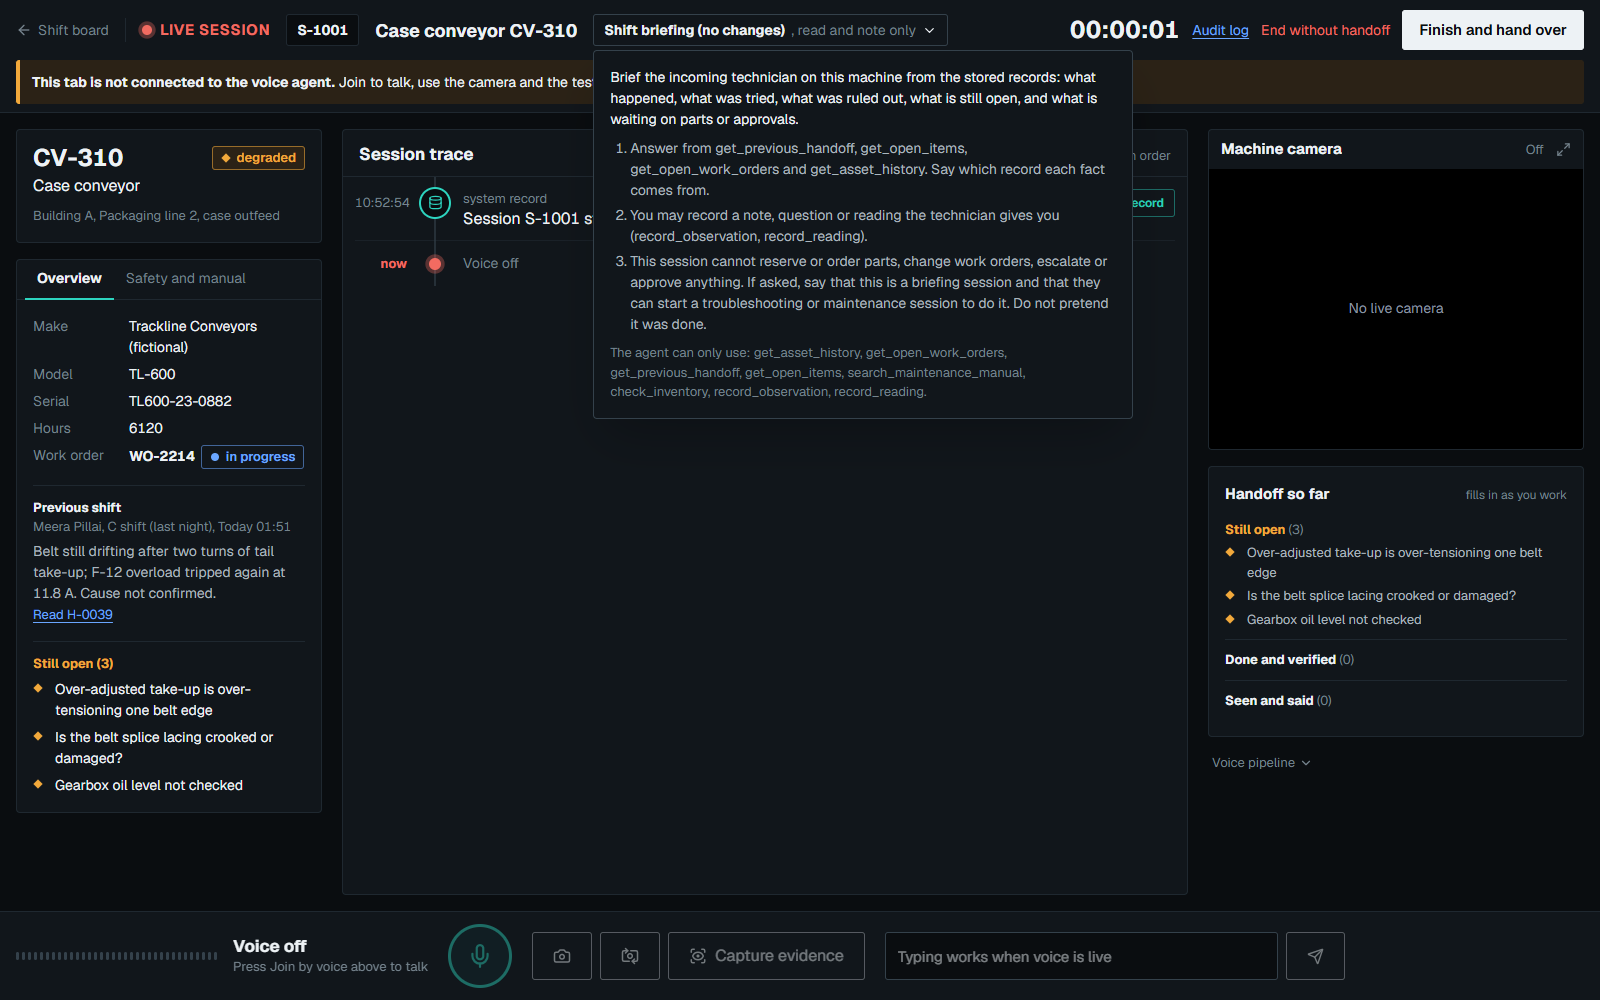 Shift board
LIVE SESSION
S-1001
Case conveyor CV-310
Shift briefing (no changes) , read and note only
00:00:01
Audit log
End without handoff
Finish and hand over
This tab is not connected to the voice agent. Join to talk, use the camera and the
Brief the incoming technician on this machine from the stored records: what
happened, what was tried, what was ruled out, what is still open, and what is
waiting on parts or approvals.
1. Answer from get_previous_handoff, get_open_items,
get_open_work_orders and get_asset_history. Say which record each fact
comes from.
2. You may record a note, question or reading the technician gives you
(record_observation, record_reading).
3. This session cannot reserve or order parts, change work orders, escalate or
approve anything. If asked, say that this is a briefing session and that they
can start a troubleshooting or maintenance session to do it. Do not pretend
it was done.
The agent can only use: get_asset_history, get_open_work_orders,
get_previous_handoff, get_open_items, search_maintenance_manual,
check_inventory, record_observation, record_reading.
CV-310
degraded
Case conveyor
Building A, Packaging line 2, case outfeed
Overview
Safety and manual
Make
Trackline Conveyors
(fictional)
Model
TL-600
Serial
TL600-23-0882
Hours
6120
Work order
WO-2214
in progress
Previous shift
Meera Pillai, C shift (last night), Today 01:51
Belt still drifting after two turns of tail
take-up; F-12 overload tripped again at
11.8 A. Cause not confirmed.
Read H-0039
Still open (3)
Over-adjusted take-up is over-
tensioning one belt edge
Is the belt splice lacing crooked or
damaged?
Gearbox oil level not checked
Session trace
order
10:52:54
system record
Session S-1001
now
Voice off
Machine camera
Off
No live camera
Handoff so far
fills in as you work
Still open (3)
Over-adjusted take-up is over-tensioning one belt
edge
Is the belt splice lacing crooked or damaged?
Gearbox oil level not checked
Done and verified (0)
Seen and said (0)
Voice pipeline
Voice off
Press Join by voice above to talk
Capture evidence
Typing works when voice is live